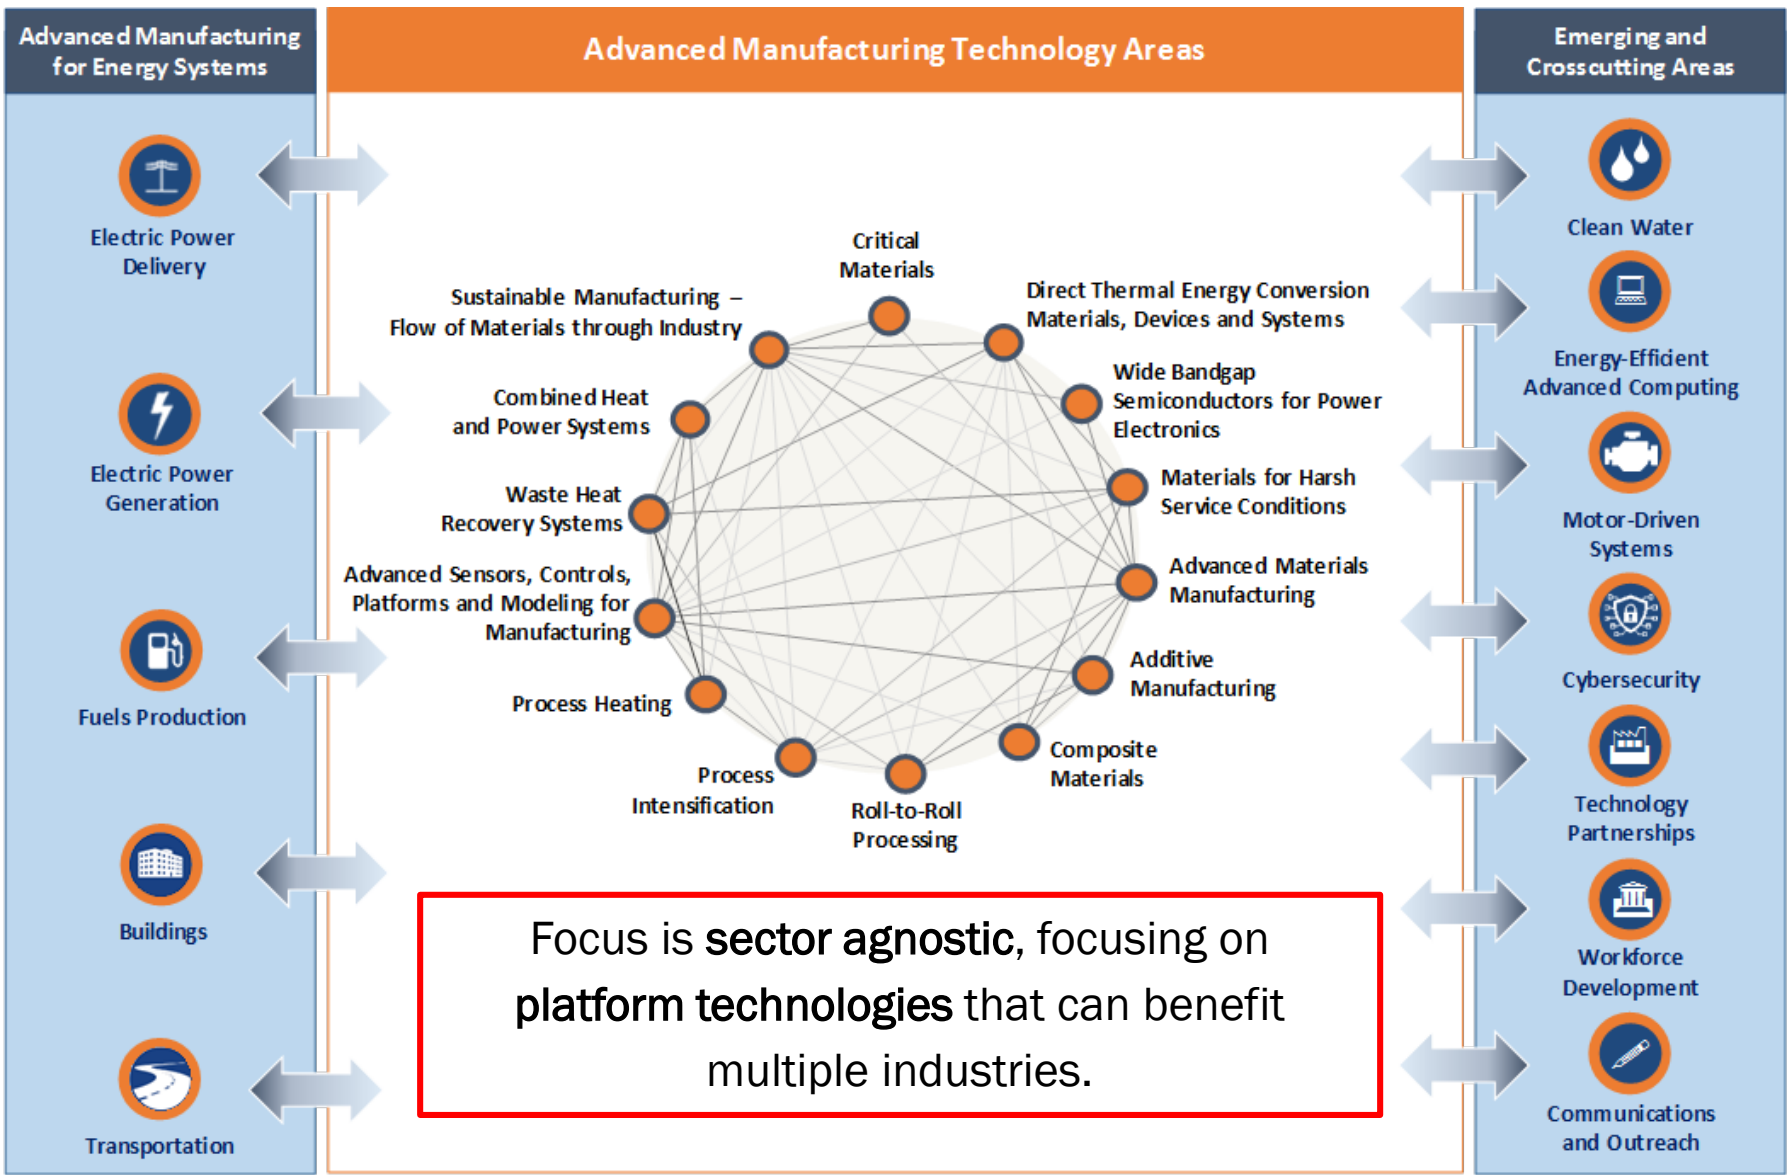 Advanced Manufacturing
for Energy Systems
Electric Power
Delivery
Electric Power
Generation
Fuels Production
Buildings
Transportation
Advanced Manufacturing Technology Areas
Critical
Materials
Direct Thermal Energy Conversion
Materials, Devices and Systems
Wide Bandgap
Semiconductors for Power
Electronics
Materials for Harsh
Service Conditions
Advanced Materials
Manufacturing
Additive
Manufacturing
Composite
Materials
Roll-to-Roll
Processing
Process
Intensification
Process Heating
Advanced Sensors, Controls,
Platforms and Modeling for
Manufacturing
Waste Heat
Recovery Systems
Combined Heat
and Power Systems
Sustainable Manufacturing –
Flow of Materials through Industry
Focus is sector agnostic, focusing on
platform technologies that can benefit
multiple industries.
Emerging and
Crosscutting Areas
Clean Water
Energy-Efficient
Advanced Computing
Motor-Driven
Systems
Cybersecurity
Technology
Partnerships
Workforce
Development
Communications
and Outreach